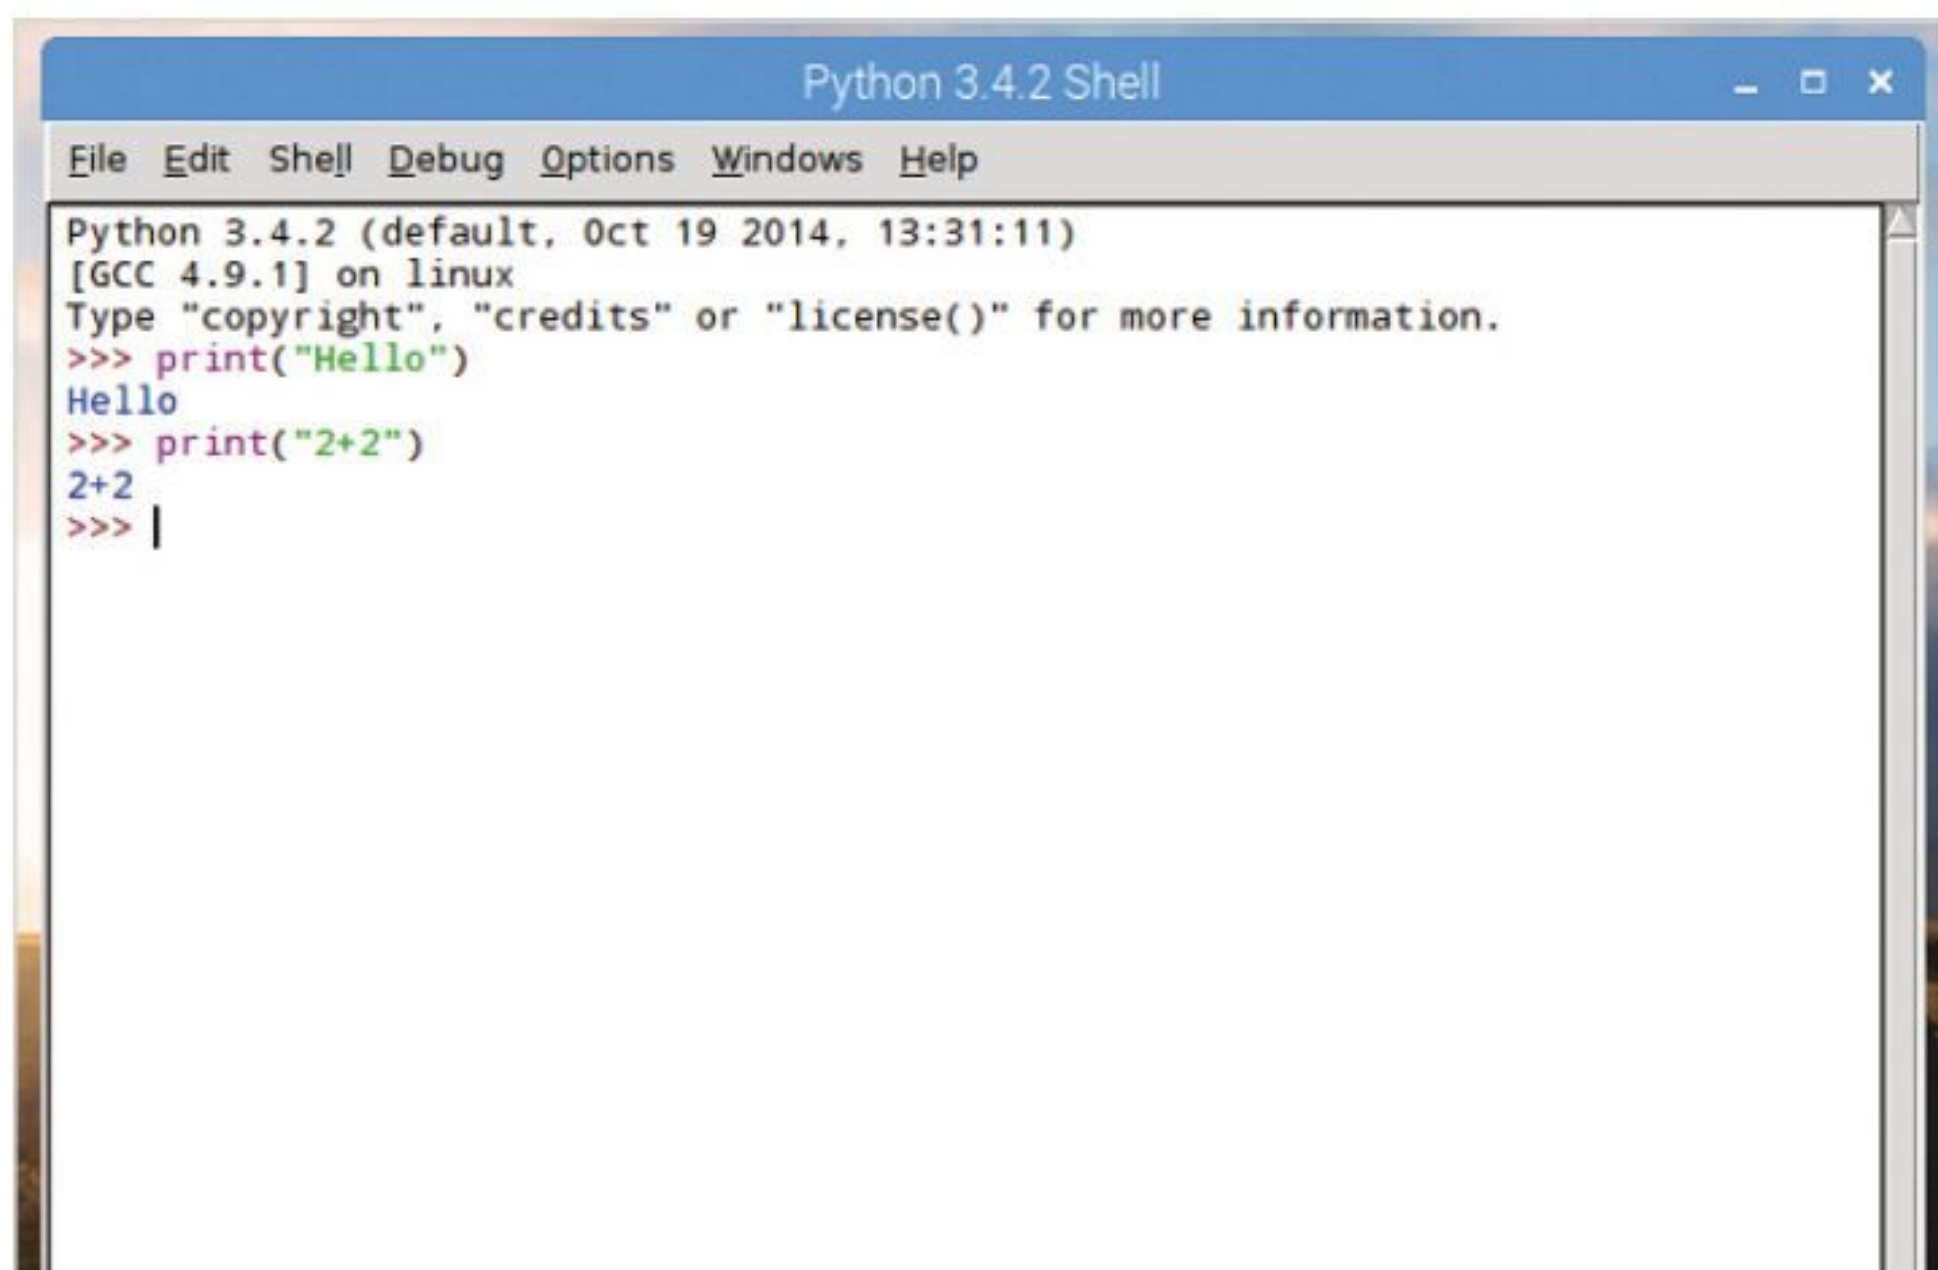 Python 3.4.2 Shell
File Edit Shell Debug Options Windows Help
Python 3.4.2 (default, Oct 19 2014, 13:31:11)
[GCC 4.9.1] on linux
Type "copyright", "credits" or "license()" for more information.
>>> print("Hello")
Hello
>>> print("2+2")
2+2
>>>